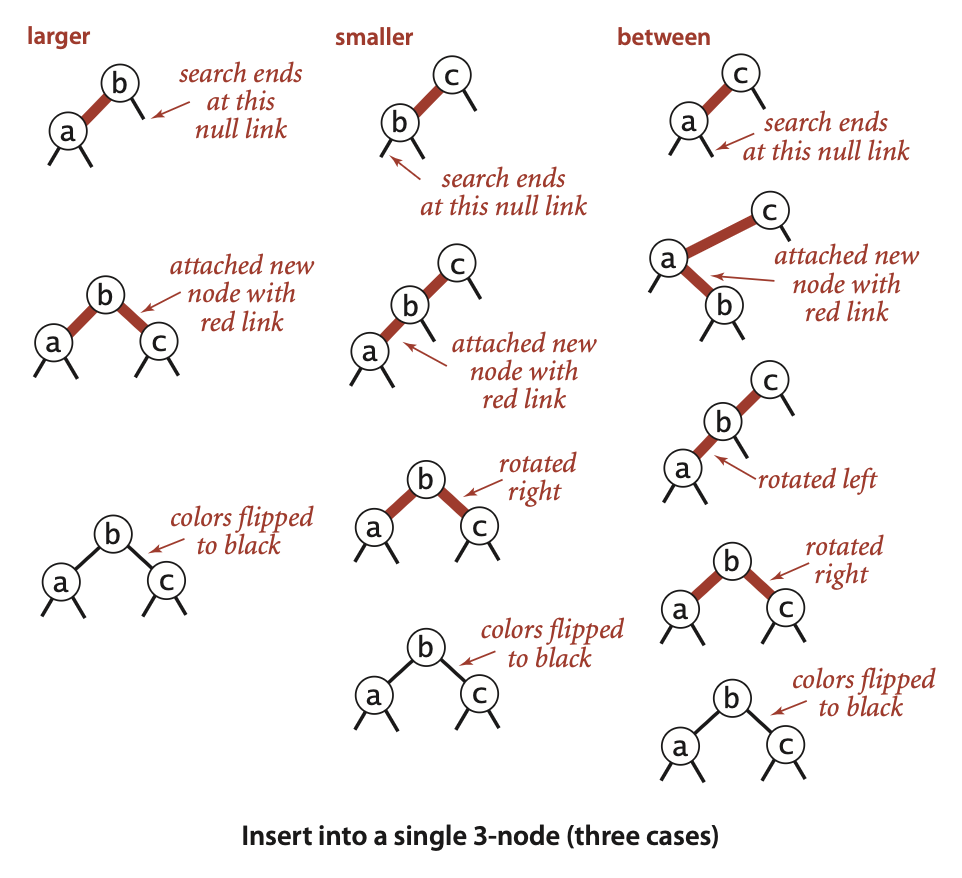 larger
b
a
search ends
at this
null link
b
a
c
attached new
node with
red link
b
a
c
colors flipped
to black
smaller
c
b
search ends
at this null link
c
b
a
attached new
node with
red link
b
a
c
rotated
right
b
a
c
colors flipped
to black
between
c
a
search ends
at this null link
c
a
b
attached new
node with
red link
c
b
a
rotated left
b
a
c
rotated
right
b
a
c
colors flipped
to black
Insert into a single 3-node (three cases)